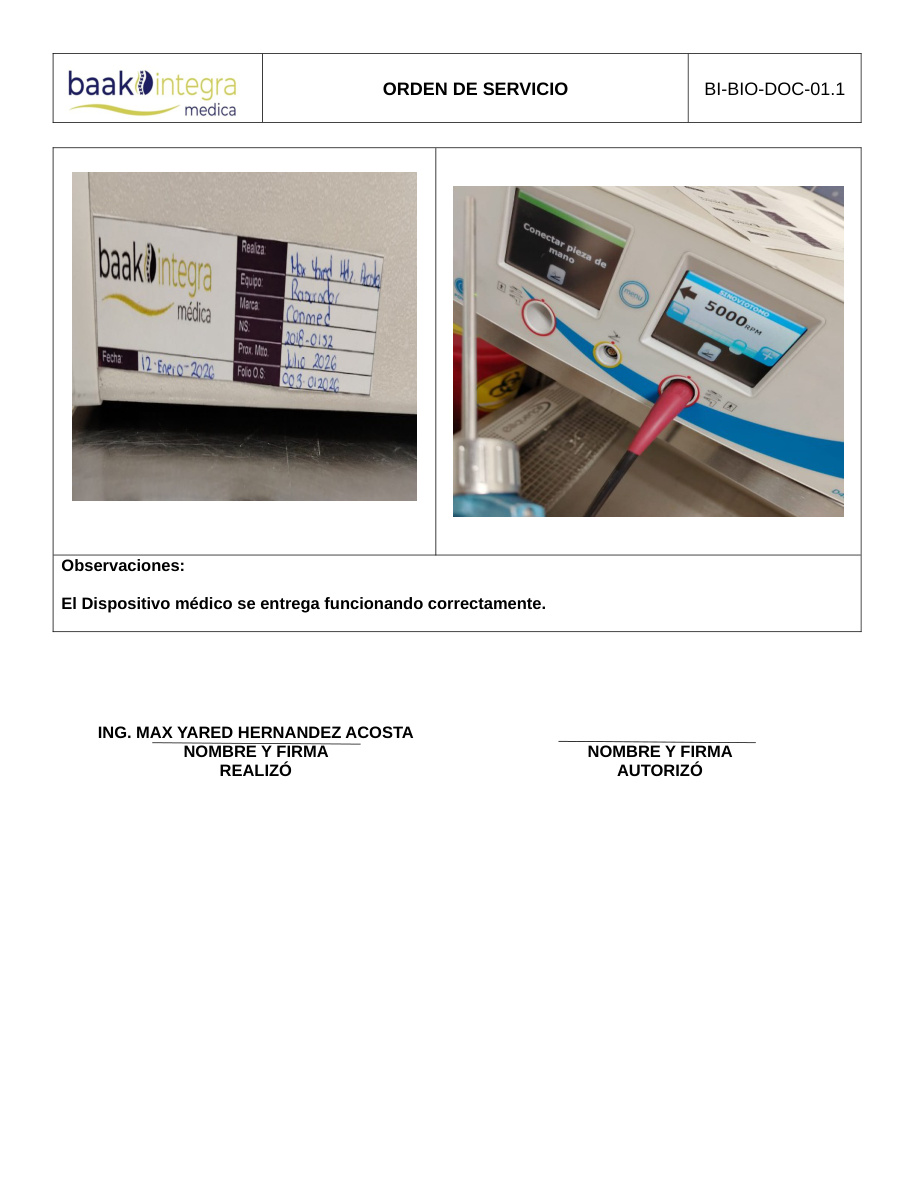 baak integra
medica
ORDEN DE SERVICIO
BI-BIO-DOC-01.1
baak integra
médica
Fecha: 12-Enero-2026
Realiza: Max Yared Hdz. Acosta
Equipo: Rasurador
Marca: Conmed
NS. 2018-0132
Prox. Mtto. Julio 2026
Folio O.S. 003-012026
Conectar pieza de
mano
menu
SINOVIOTOMO
5000 RPM
Observaciones:
El Dispositivo médico se entrega funcionando correctamente.
ING. MAX YARED HERNANDEZ ACOSTA
NOMBRE Y FIRMA
REALIZÓ
NOMBRE Y FIRMA
AUTORIZÓ